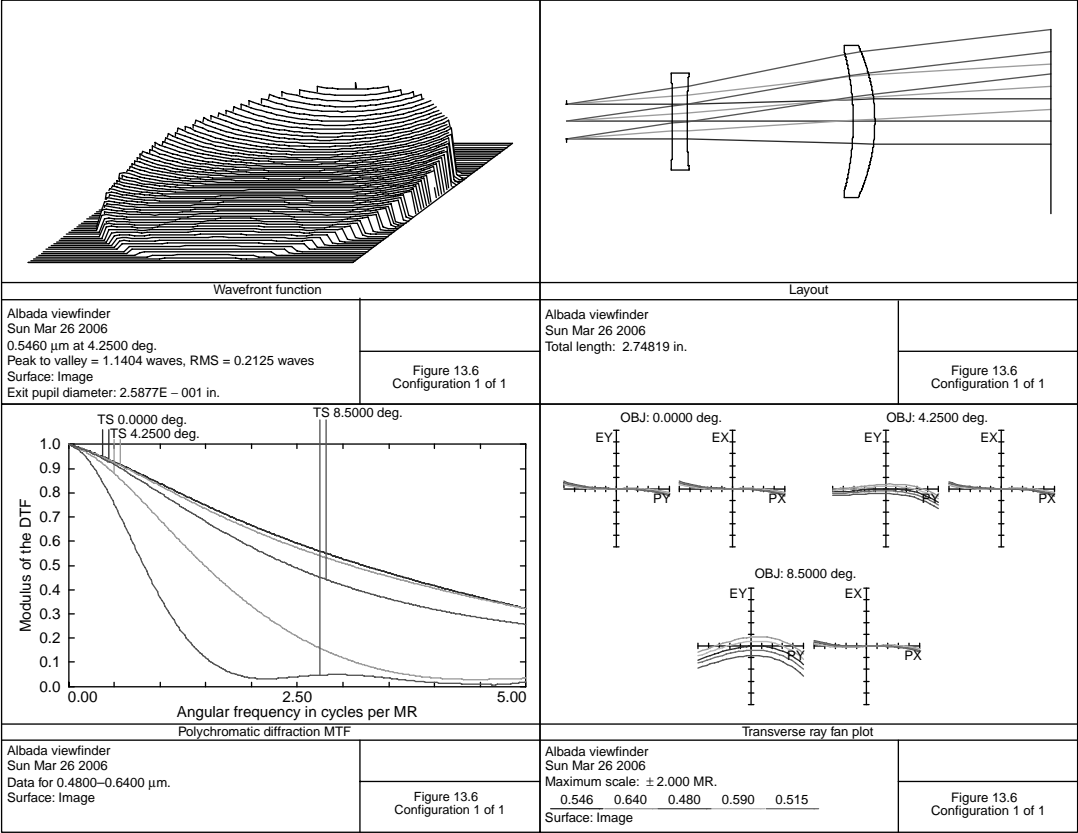 Wavefront function
Albada viewfinder
Sun Mar 26 2006
0.5460 μm at 4.2500 deg.
Peak to valley = 1.1404 waves, RMS = 0.2125 waves
Surface: Image
Exit pupil diameter: 2.5877E – 001 in.
Figure 13.6
Configuration 1 of 1
Layout
Albada viewfinder
Sun Mar 26 2006
Total length: 2.74819 in.
Figure 13.6
Configuration 1 of 1
TS 0.0000 deg.
TS 4.2500 deg.
TS 8.5000 deg.
1.0
0.9
0.8
0.7
0.6
0.5
0.4
0.3
0.2
0.1
0.0
Modulus of the DTF
0.00 2.50 5.00
Angular frequency in cycles per MR
Polychromatic diffraction MTF
Albada viewfinder
Sun Mar 26 2006
Data for 0.4800–0.6400 μm.
Surface: Image
Figure 13.6
Configuration 1 of 1
OBJ: 0.0000 deg.
EY EX
PY PX
OBJ: 4.2500 deg.
EY EX
PY PX
OBJ: 8.5000 deg.
EY EX
PY PX
Transverse ray fan plot
Albada viewfinder
Sun Mar 26 2006
Maximum scale: ± 2.000 MR.
0.546 0.640 0.480 0.590 0.515
Surface: Image
Figure 13.6
Configuration 1 of 1